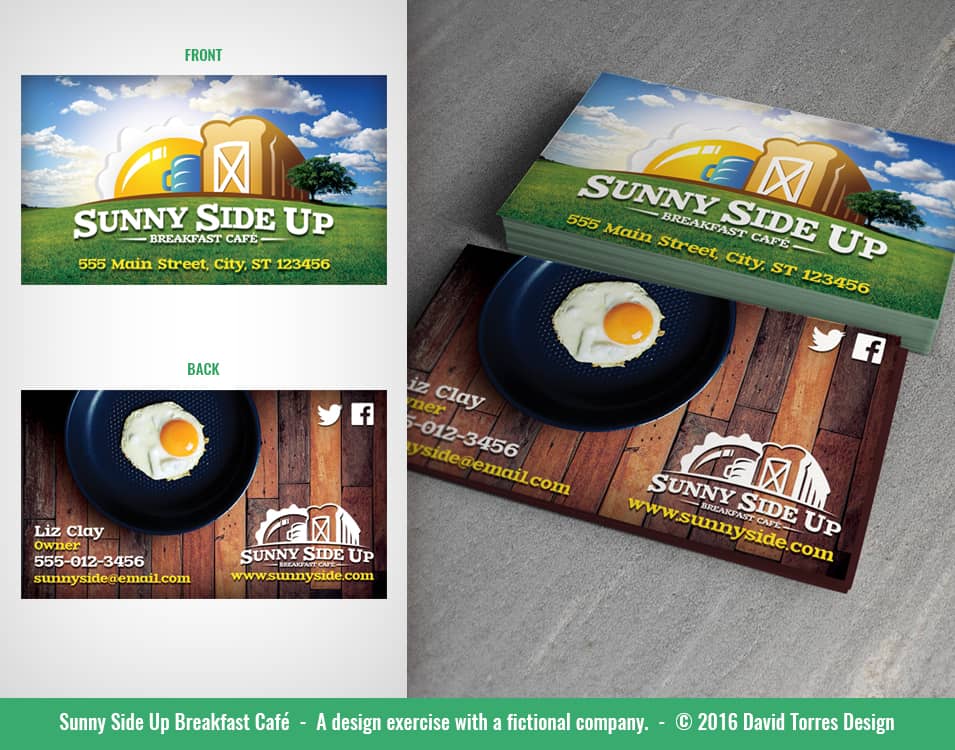 FRONT
SUNNY SIDE UP
BREAKFAST CAFÉ
555 Main Street, City, ST 123456
BACK
Liz Clay
Owner
555-012-3456
sunnyside@email.com
SUNNY SIDE UP
BREAKFAST CAFÉ
www.sunnyside.com
SUNNY SIDE UP
BREAKFAST CAFÉ
555 Main Street, City, ST 123456
iz Clay
wner
5-012-3456
yside@email.com
SUNNY SIDE UP
BREAKFAST CAFÉ
www.sunnyside.com
Sunny Side Up Breakfast Café - A design exercise with a fictional company. - © 2016 David Torres Design